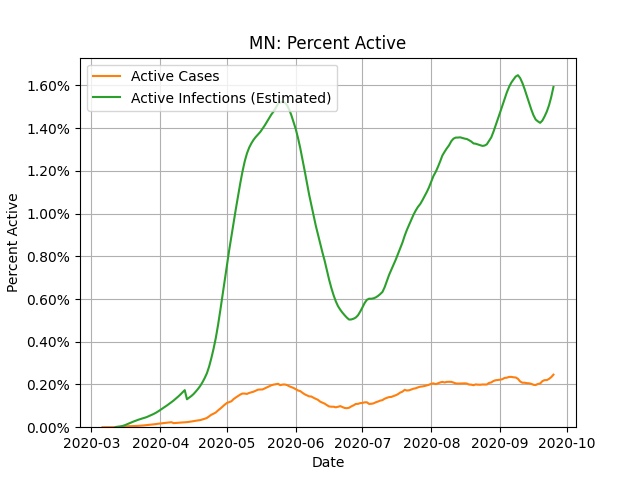 MN: Percent Active
Active Cases
Active Infections (Estimated)
Percent Active
1.60%
1.40%
1.20%
1.00%
0.80%
0.60%
0.40%
0.20%
0.00%
2020-03 2020-04 2020-05 2020-06 2020-07 2020-08 2020-09 2020-10
Date